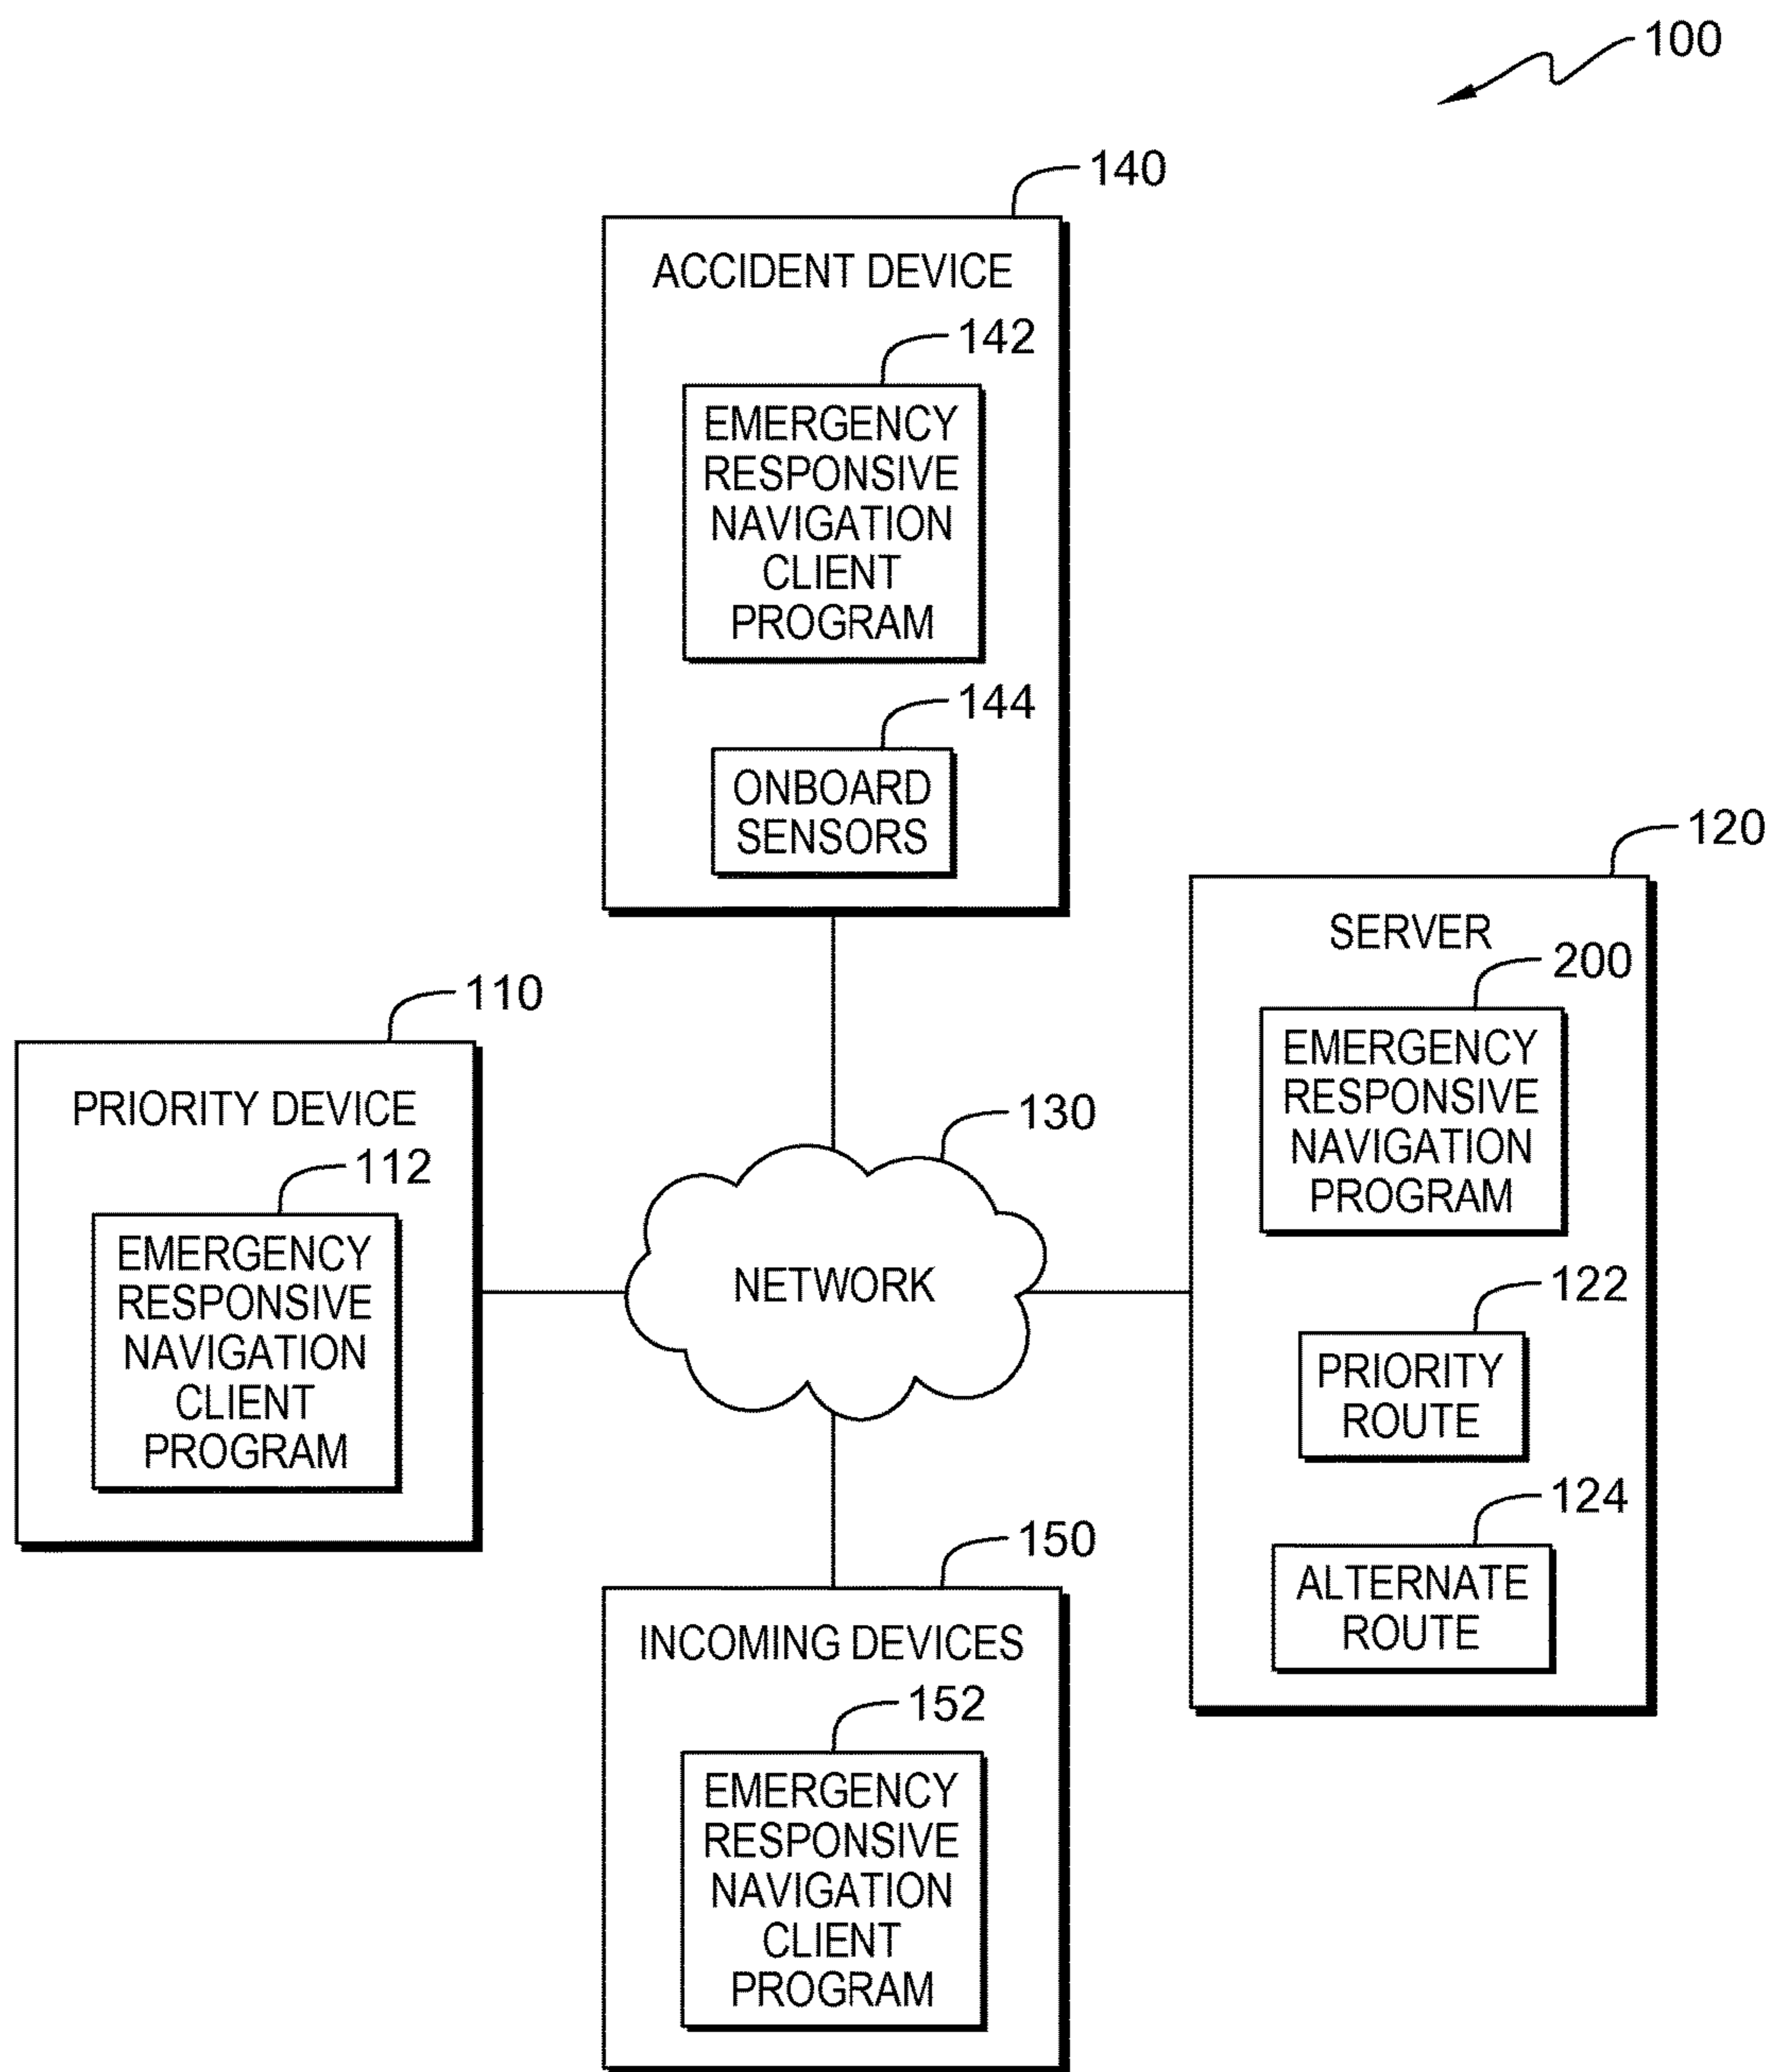 100
140
ACCIDENT DEVICE
142
EMERGENCY
RESPONSIVE
NAVIGATION
CLIENT
PROGRAM
144
ONBOARD
SENSORS
120
SERVER
200
EMERGENCY
RESPONSIVE
NAVIGATION
PROGRAM
122
PRIORITY
ROUTE
124
ALTERNATE
ROUTE
110
PRIORITY DEVICE
112
EMERGENCY
RESPONSIVE
NAVIGATION
CLIENT
PROGRAM
130
NETWORK
150
INCOMING DEVICES
152
EMERGENCY
RESPONSIVE
NAVIGATION
CLIENT
PROGRAM